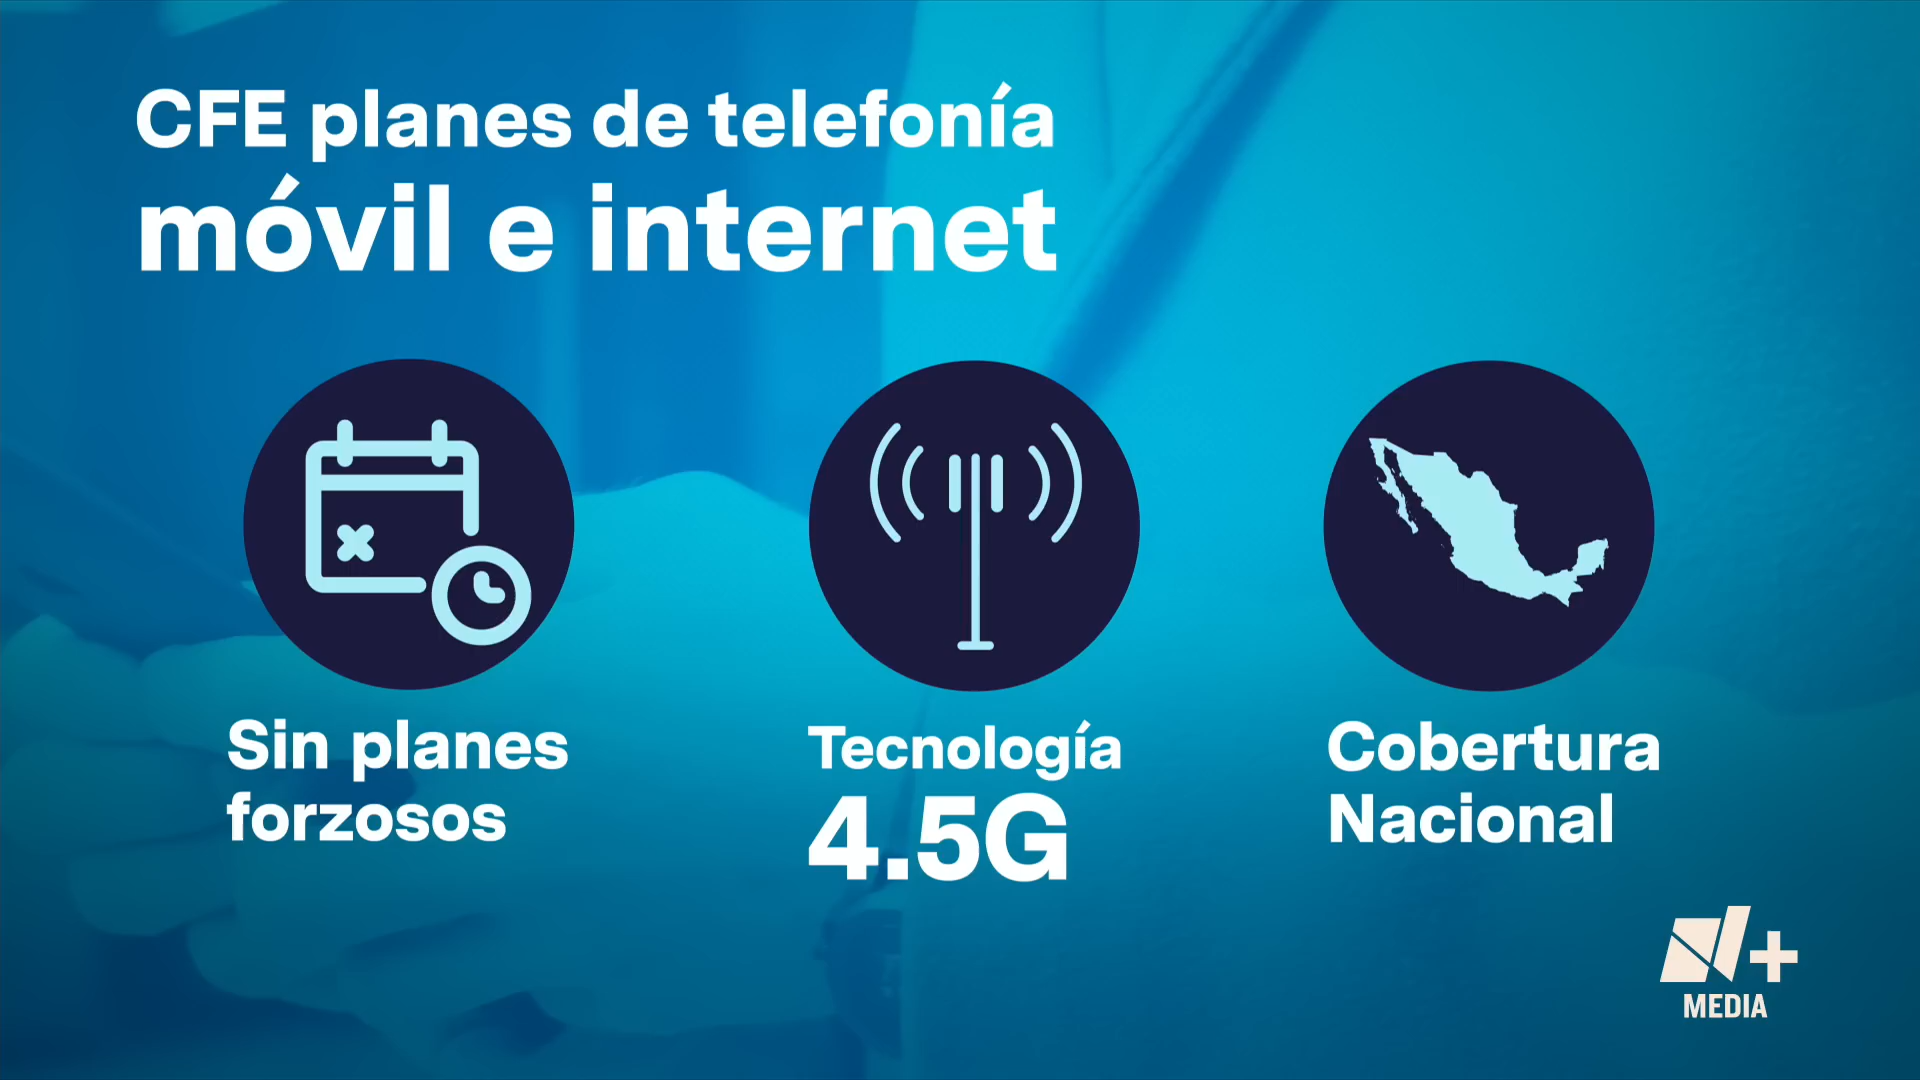 CFE planes de telefonía
móvil e internet
Sin planes
forzosos
Tecnología
4.5G
Cobertura
Nacional
N+
MEDIA